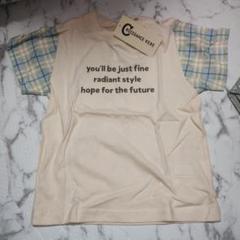 you'll be just fine
radiant style
hope for the future